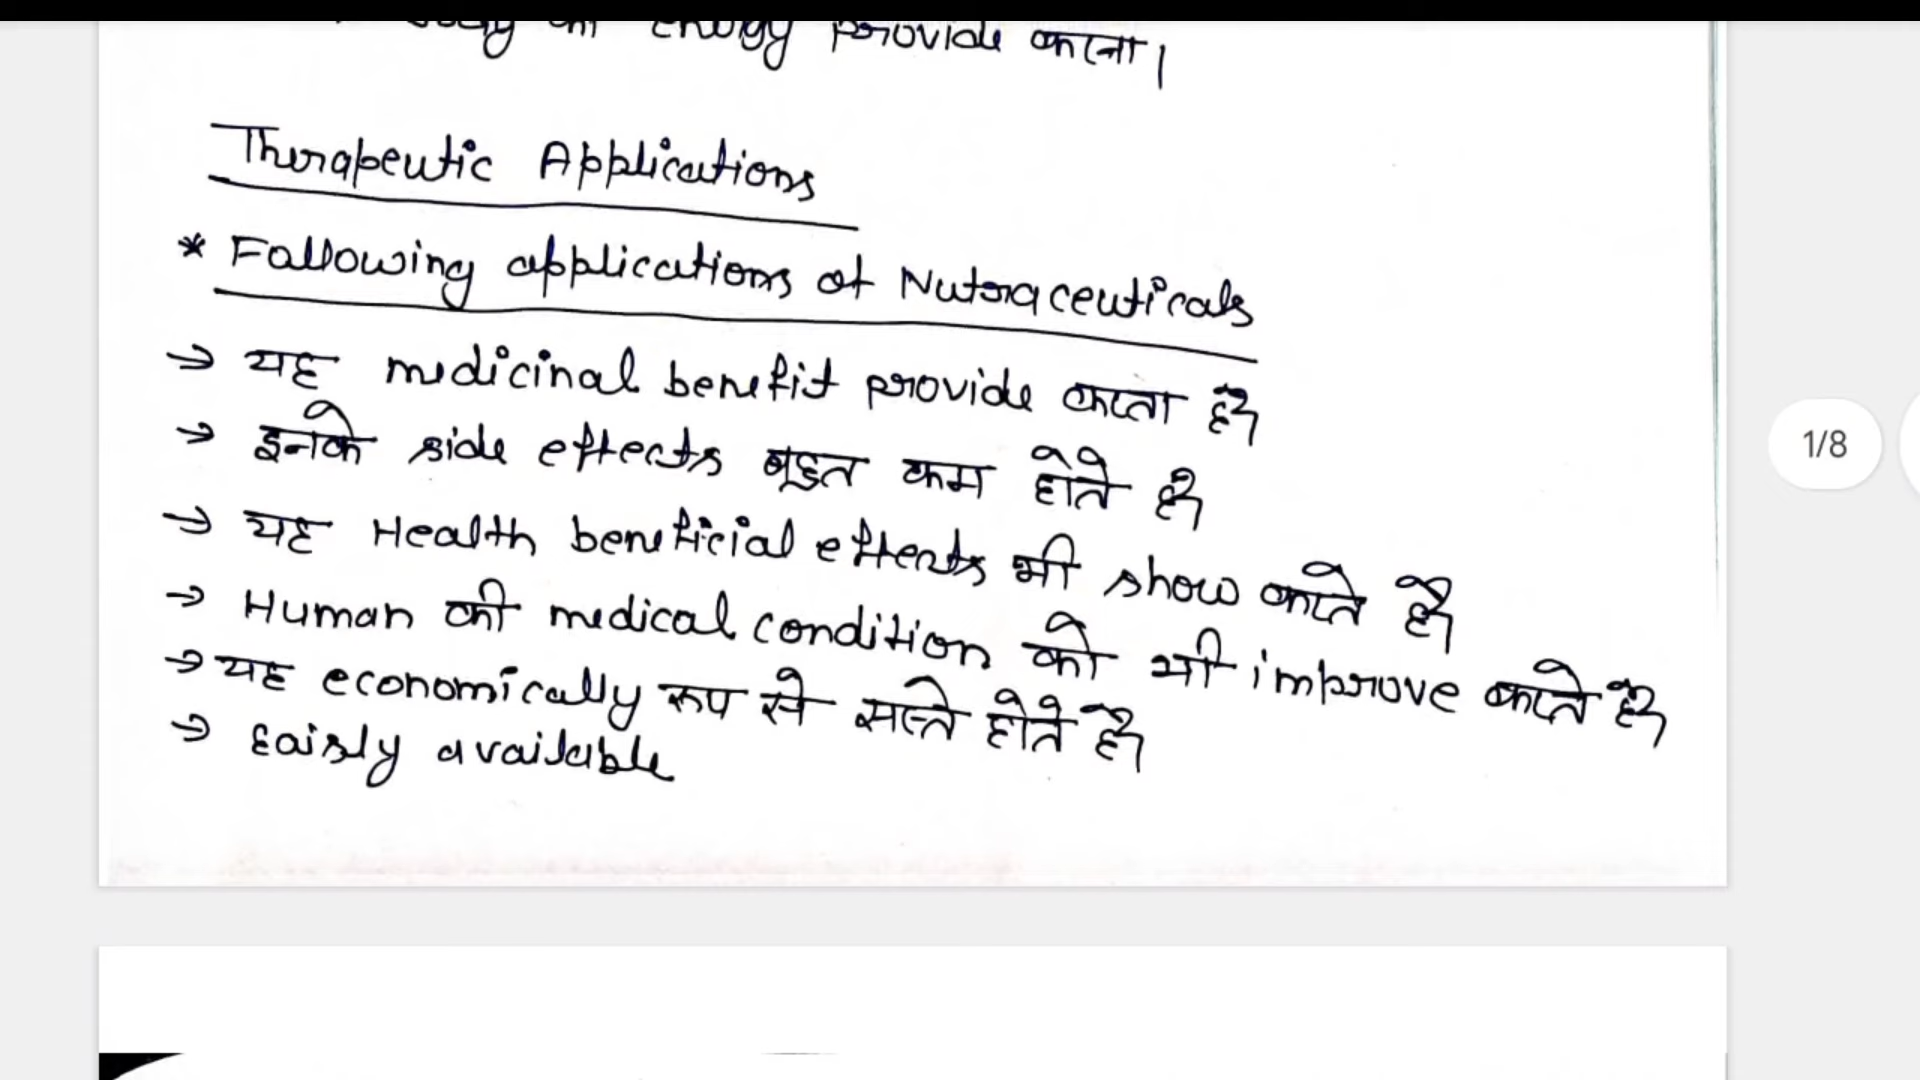 energy provide करना।
Therapeutic Applications
* Following applications of Nutraceuticals
→ यह medicinal benefit provide करता है
→ इनके side effects बहुत कम होते है
→ यह Health beneficial effects भी show करते है
→ Human की medical condition को भी improve करते है
→ यह economically रूप से सस्ते होते है
→ Eairly available
1/8